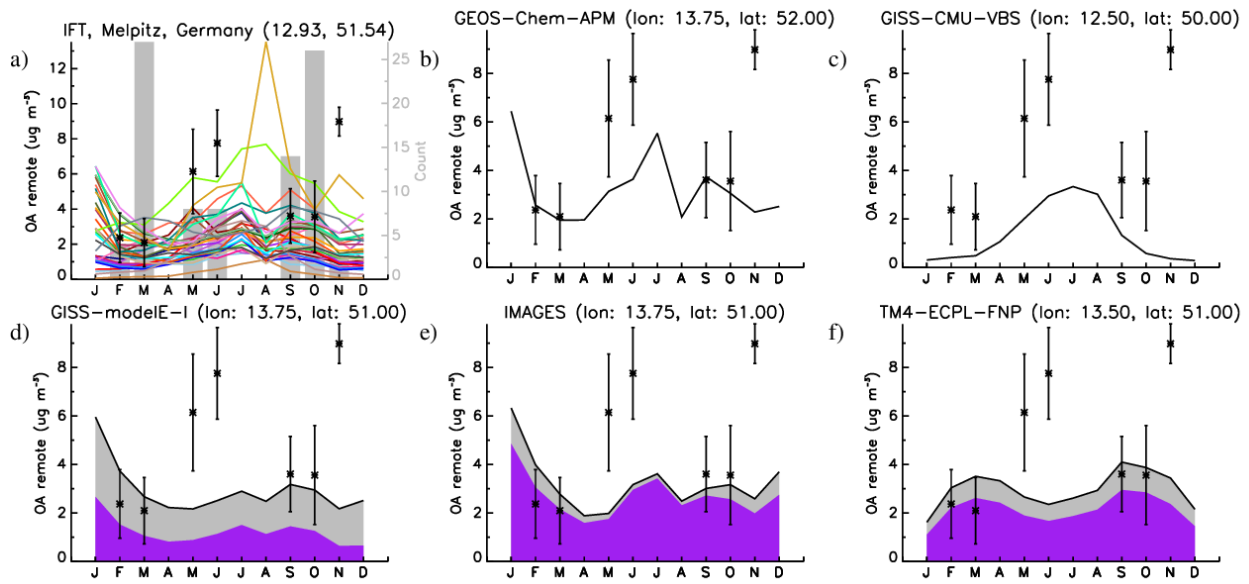 a)
IFT, Melpitz, Germany (12.93, 51.54)
OA remote (ug m⁻³)
12
10
8
6
4
2
0
25
20
15
10
5
0
Count
J F M A M J J A S O N D
b)
GEOS-Chem-APM (lon: 13.75, lat: 52.00)
OA remote (ug m⁻³)
8
6
4
2
0
J F M A M J J A S O N D
c)
GISS-CMU-VBS (lon: 12.50, lat: 50.00)
OA remote (ug m⁻³)
8
6
4
2
0
J F M A M J J A S O N D
d)
GISS-modelE-I (lon: 13.75, lat: 51.00)
OA remote (ug m⁻³)
8
6
4
2
0
J F M A M J J A S O N D
e)
IMAGES (lon: 13.75, lat: 51.00)
OA remote (ug m⁻³)
8
6
4
2
0
J F M A M J J A S O N D
f)
TM4-ECPL-FNP (lon: 13.50, lat: 51.00)
OA remote (ug m⁻³)
8
6
4
2
0
J F M A M J J A S O N D